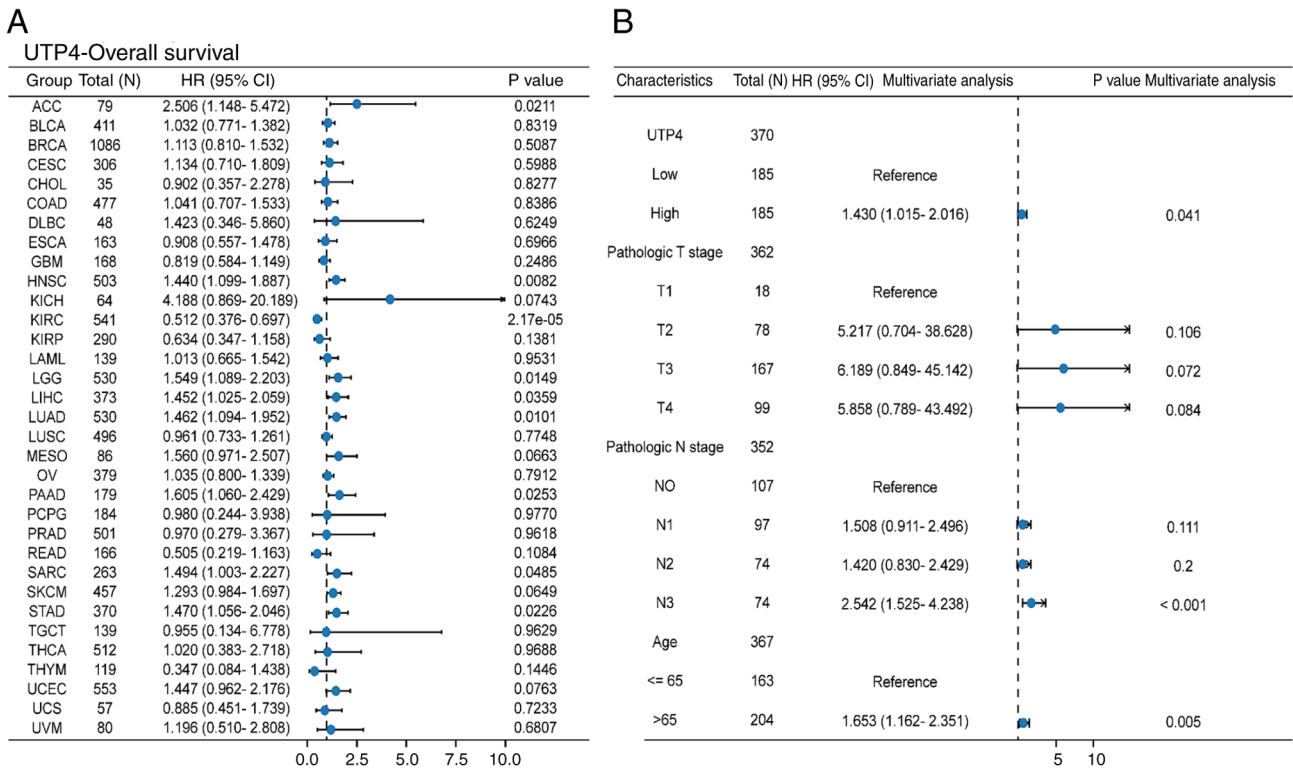 A
UTP4-Overall survival
Group Total (N) HR (95% CI) P value
ACC 79 2.506 (1.148- 5.472) 0.0211
BLCA 411 1.032 (0.771- 1.382) 0.8319
BRCA 1086 1.113 (0.810- 1.532) 0.5087
CESC 306 1.134 (0.710- 1.809) 0.5988
CHOL 35 0.902 (0.357- 2.278) 0.8277
COAD 477 1.041 (0.707- 1.533) 0.8386
DLBC 48 1.423 (0.346- 5.860) 0.6249
ESCA 163 0.908 (0.557- 1.478) 0.6966
GBM 168 0.819 (0.584- 1.149) 0.2486
HNSC 503 1.440 (1.099- 1.887) 0.0082
KICH 64 4.188 (0.869- 20.189) 0.0743
KIRC 541 0.512 (0.376- 0.697) 2.17e-05
KIRP 290 0.634 (0.347- 1.158) 0.1381
LAML 139 1.013 (0.665- 1.542) 0.9531
LGG 530 1.549 (1.089- 2.203) 0.0149
LIHC 373 1.452 (1.025- 2.059) 0.0359
LUAD 530 1.462 (1.094- 1.952) 0.0101
LUSC 496 0.961 (0.733- 1.261) 0.7748
MESO 86 1.560 (0.971- 2.507) 0.0663
OV 379 1.035 (0.800- 1.339) 0.7912
PAAD 179 1.605 (1.060- 2.429) 0.0253
PCPG 184 0.980 (0.244- 3.938) 0.9770
PRAD 501 0.970 (0.279- 3.367) 0.9618
READ 166 0.505 (0.219- 1.163) 0.1084
SARC 263 1.494 (1.003- 2.227) 0.0485
SKCM 457 1.293 (0.984- 1.697) 0.0649
STAD 370 1.470 (1.056- 2.046) 0.0226
TGCT 139 0.955 (0.134- 6.778) 0.9629
THCA 512 1.020 (0.383- 2.718) 0.9688
THYM 119 0.347 (0.084- 1.438) 0.1446
UCEC 553 1.447 (0.962- 2.176) 0.0763
UCS 57 0.885 (0.451- 1.739) 0.7233
UVM 80 1.196 (0.510- 2.808) 0.6807
0.0 2.5 5.0 7.5 10.0
B
Characteristics Total (N) HR (95% CI) Multivariate analysis P value Multivariate analysis
UTP4 370
Low 185 Reference
High 185 1.430 (1.015- 2.016) 0.041
Pathologic T stage 362
T1 18 Reference
T2 78 5.217 (0.704- 38.628) 0.106
T3 167 6.189 (0.849- 45.142) 0.072
T4 99 5.858 (0.789- 43.492) 0.084
Pathologic N stage 352
NO 107 Reference
N1 97 1.508 (0.911- 2.496) 0.111
N2 74 1.420 (0.830- 2.429) 0.2
N3 74 2.542 (1.525- 4.238) < 0.001
Age 367
<= 65 163 Reference
>65 204 1.653 (1.162- 2.351) 0.005
5 10